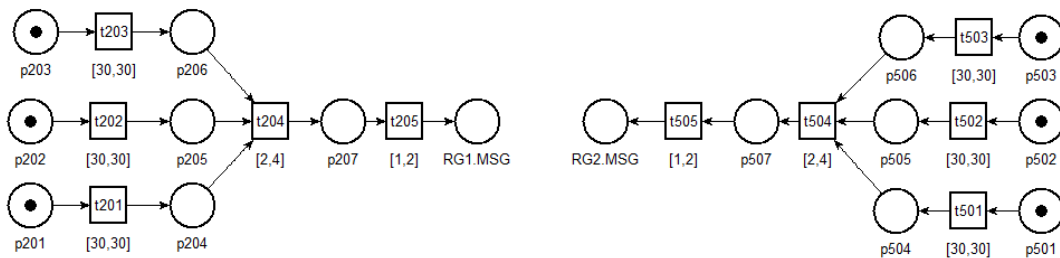 t203
t503
p203
[30,30]
p206
p506
[30,30]
p503
t202
t204
t205
t505
t504
t502
p202
[30,30]
p205
[2,4]
p207
[1,2]
RG1.MSG
RG2.MSG
[1,2]
p507
[2,4]
p505
[30,30]
p502
t201
t501
p201
[30,30]
p204
p504
[30,30]
p501